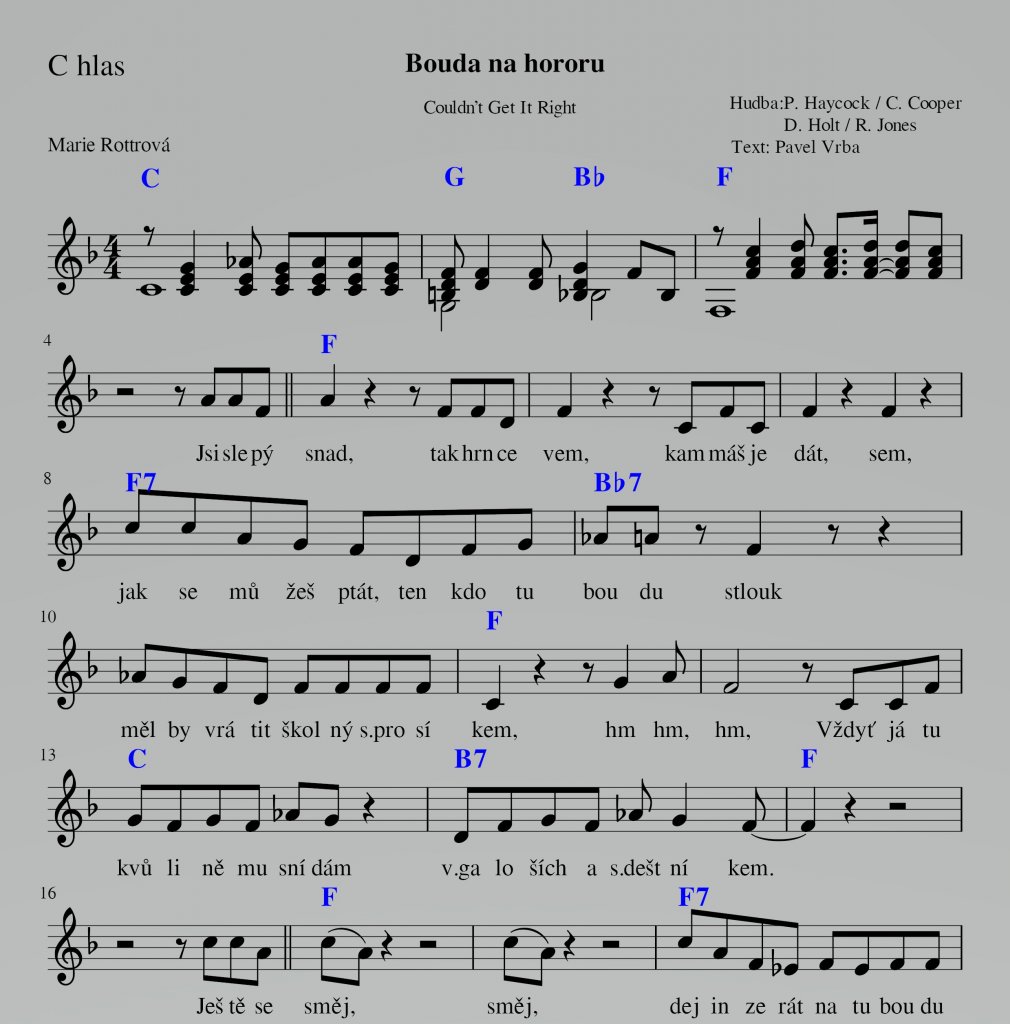 C hlas
Bouda na hororu
Couldn't Get It Right
Hudba:P. Haycock / C. Cooper
D. Holt / R. Jones
Marie Rottrová
Text: Pavel Vrba
C G B♭ F
4
4
4
F
Jsi sle pý snad, tak hrn ce vem, kam máš je dát, sem,
8
F7 B♭7
jak se mů žeš ptát, ten kdo tu bou du stlouk
10
F
měl by vrá tit škol ný s.pro sí kem, hm hm, hm, Vždyť já tu
13
C B7 F
kvů li ně mu sní dám v.ga lo ších a s.dešt ní kem.
16
F F7
Ješ tě se směj, směj, dej in ze rát na tu bou du